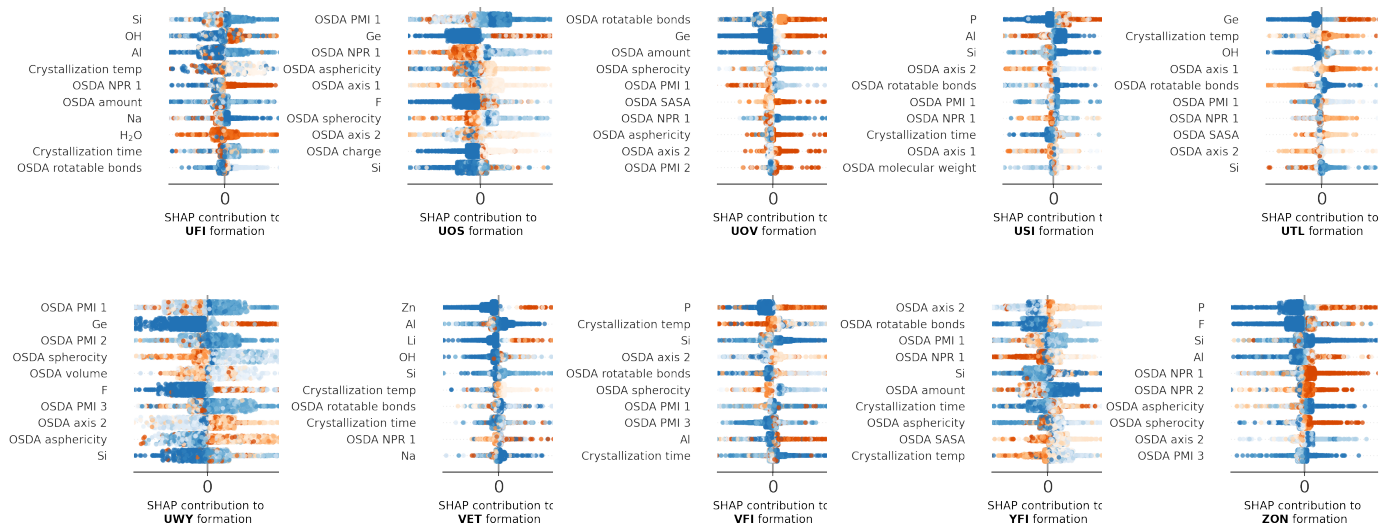 Si
OH
Al
Crystallization temp
OSDA NPR 1
OSDA amount
Na
H₂O
Crystallization time
OSDA rotatable bonds
0
SHAP contribution to
UFI formation
OSDA PMI 1
Ge
OSDA NPR 1
OSDA asphericity
OSDA axis 1
F
OSDA spherocity
OSDA axis 2
OSDA charge
Si
0
SHAP contribution to
UOS formation
OSDA rotatable bonds
Ge
OSDA amount
OSDA spherocity
OSDA PMI 1
OSDA SASA
OSDA NPR 1
OSDA asphericity
OSDA axis 2
OSDA PMI 2
0
SHAP contribution to
UOV formation
P
Al
Si
OSDA axis 2
OSDA rotatable bonds
OSDA PMI 1
OSDA NPR 1
Crystallization time
OSDA axis 1
OSDA molecular weight
0
SHAP contribution t
USI formation
Ge
Crystallization temp
OH
OSDA axis 1
OSDA rotatable bonds
OSDA PMI 1
OSDA NPR 1
OSDA SASA
OSDA axis 2
Si
0
SHAP contribution to
UTL formation
OSDA PMI 1
Ge
OSDA PMI 2
OSDA spherocity
OSDA volume
F
OSDA PMI 3
OSDA axis 2
OSDA asphericity
Si
0
SHAP contribution to
UWY formation
Zn
Al
Li
OH
Si
Crystallization temp
OSDA rotatable bonds
Crystallization time
OSDA NPR 1
Na
0
SHAP contribution to
VET formation
P
Crystallization temp
Si
OSDA axis 2
OSDA rotatable bonds
OSDA spherocity
OSDA PMI 1
OSDA PMI 3
Al
Crystallization time
0
SHAP contribution to
VFI formation
OSDA axis 2
OSDA rotatable bonds
OSDA PMI 1
OSDA NPR 1
Si
OSDA amount
Crystallization time
OSDA asphericity
OSDA SASA
Crystallization temp
0
SHAP contribution to
YFI formation
P
F
Si
Al
OSDA NPR 1
OSDA NPR 2
OSDA asphericity
OSDA spherocity
OSDA axis 2
OSDA PMI 3
0
SHAP contribution to
ZON formation